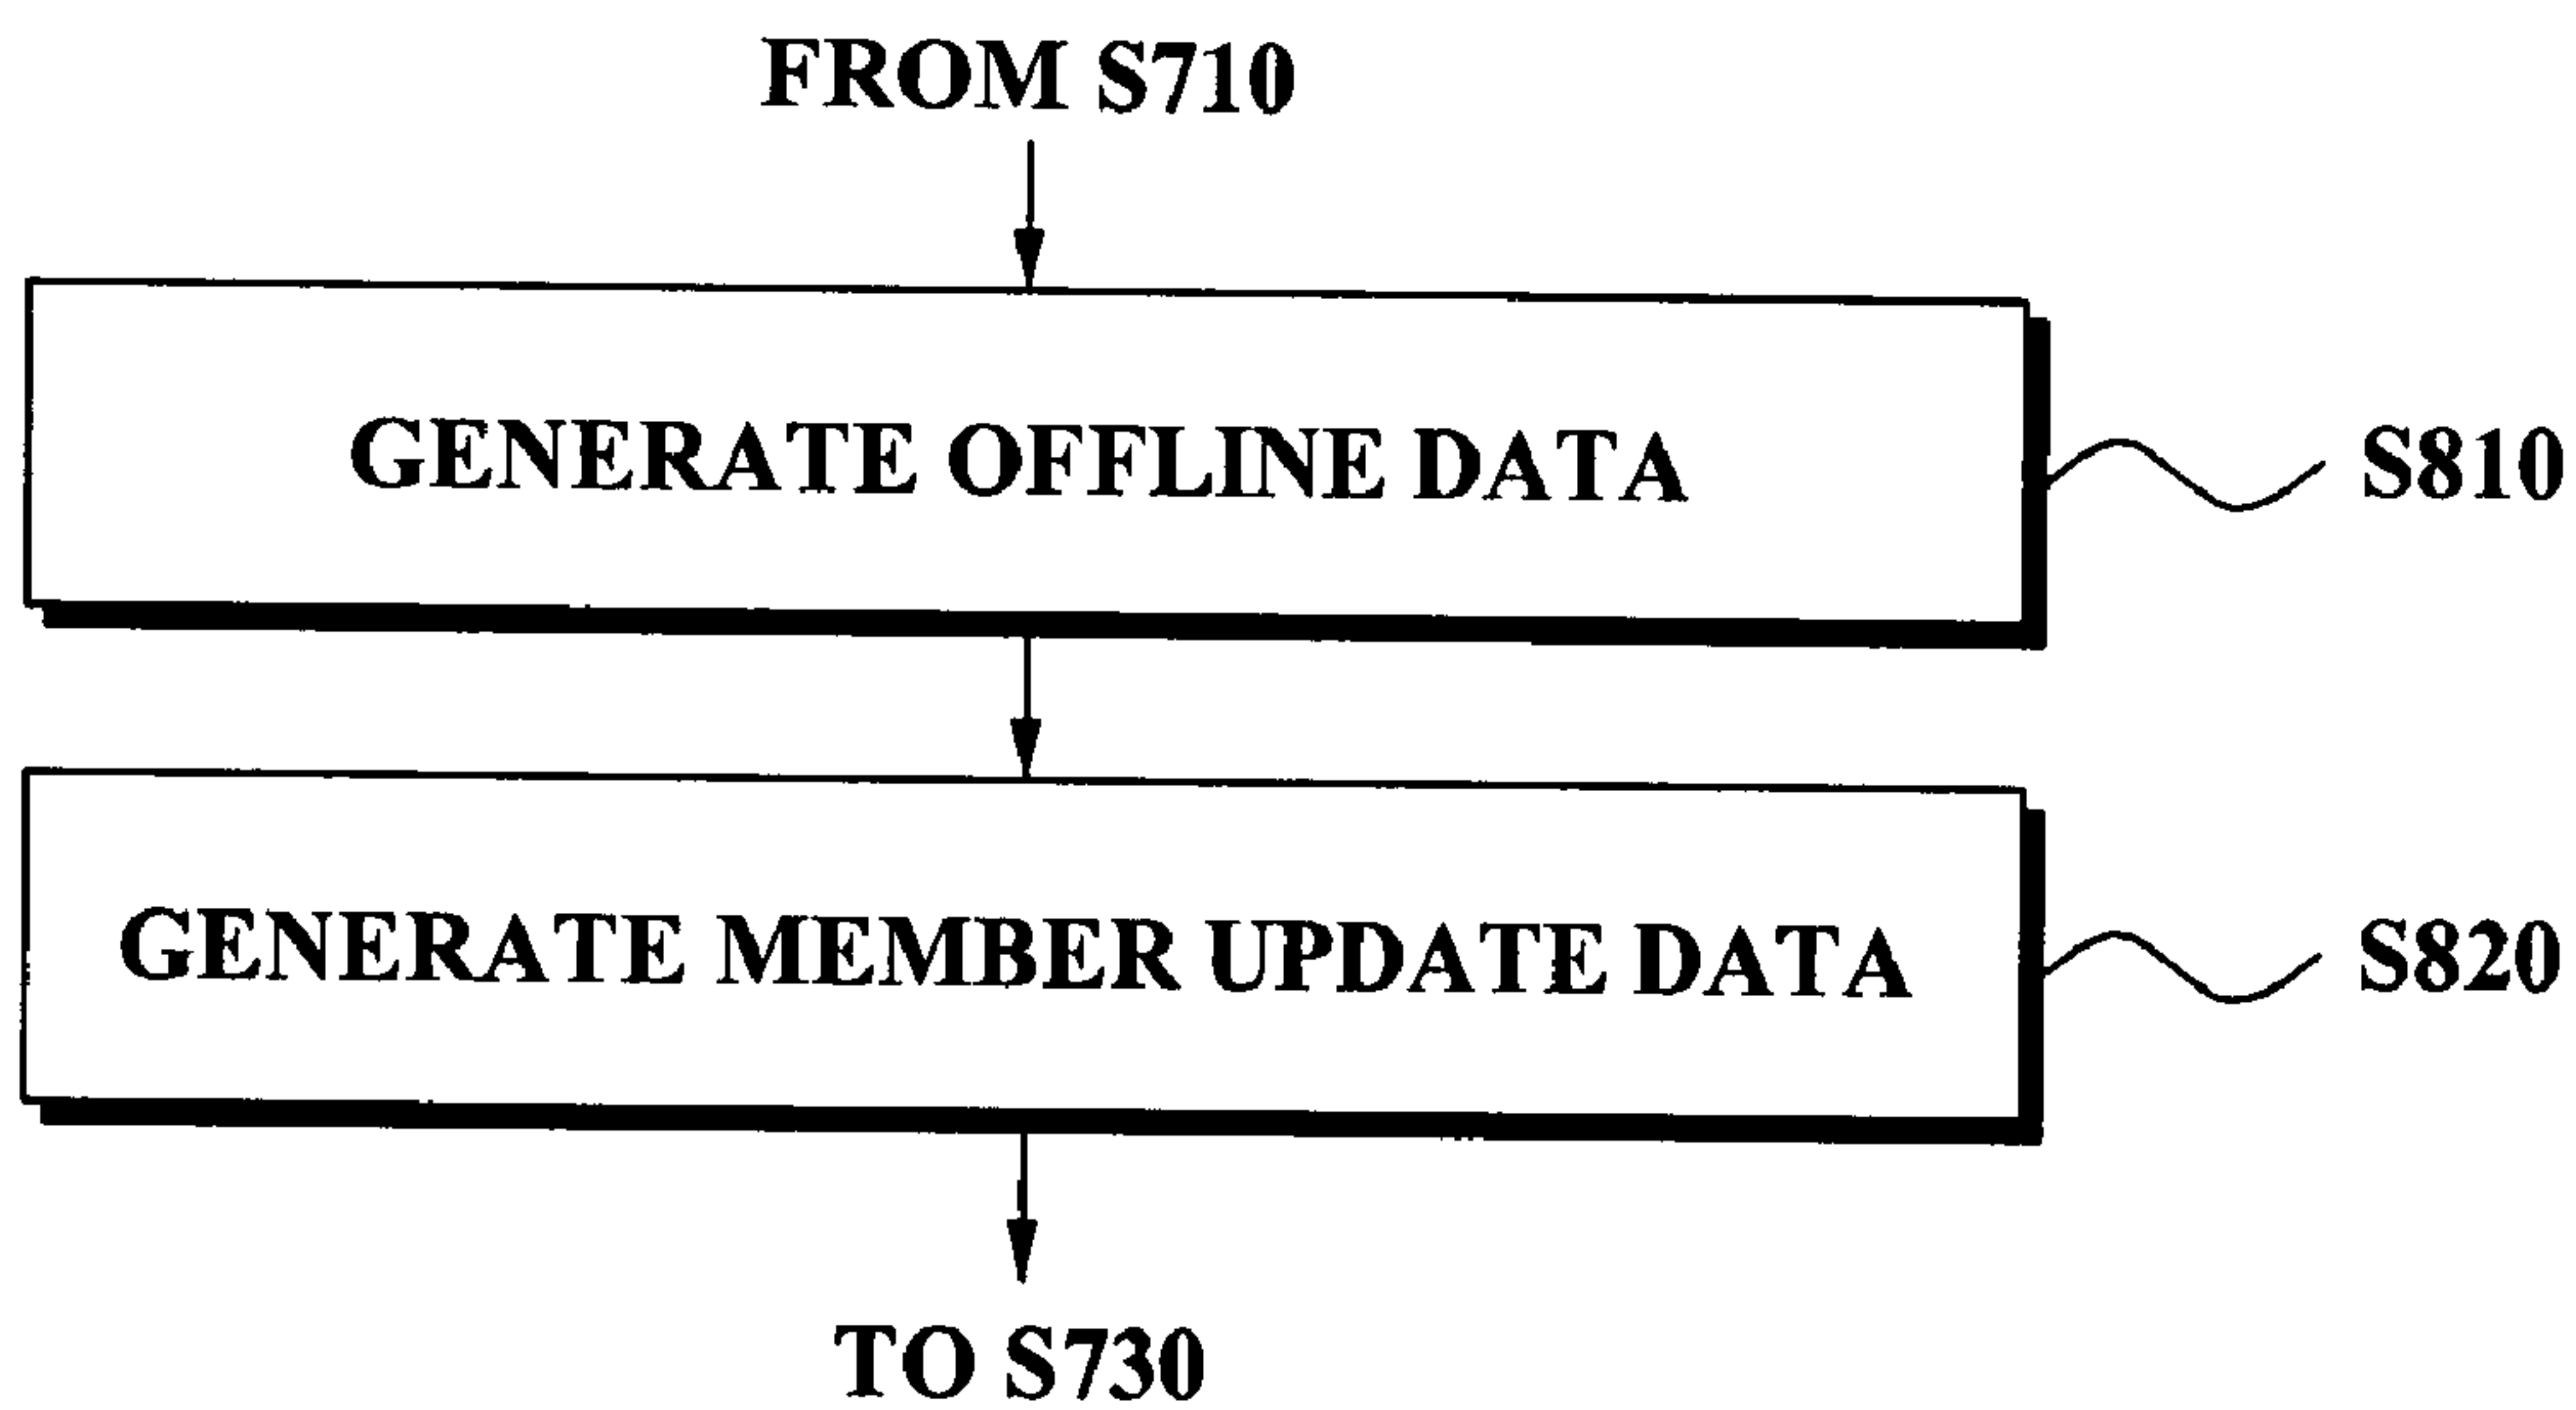 FROM S710
GENERATE OFFLINE DATA
S810
GENERATE MEMBER UPDATE DATA
S820
TO S730